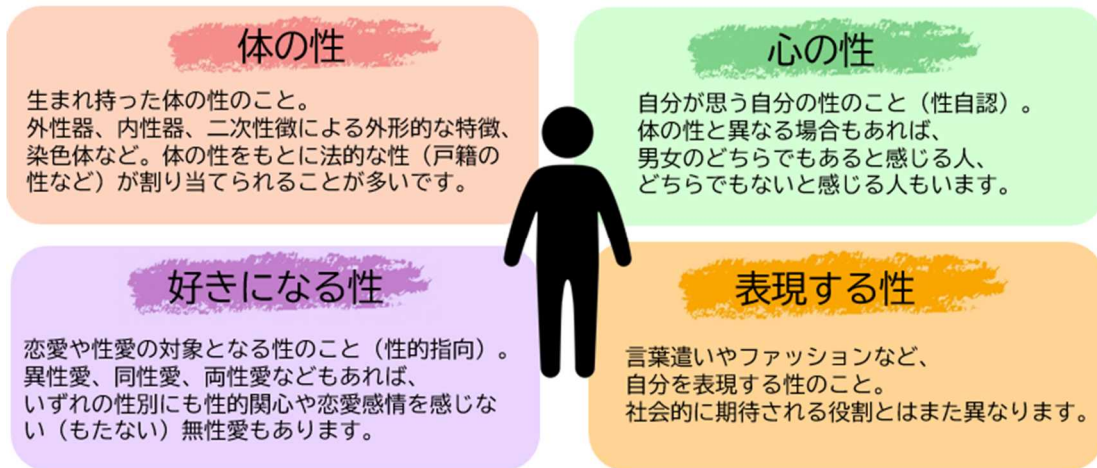 体の性
生まれ持った体の性のこと。
外性器、内性器、二次性徴による外形的な特徴、
染色体など。体の性をもとに法的な性（戸籍の
性など）が割り当てられることが多いです。
心の性
自分が思う自分の性のこと（性自認）。
体の性と異なる場合もあれば、
男女のどちらでもあると感じる人、
どちらでもないと感じる人もいます。
好きになる性
恋愛や性愛の対象となる性のこと（性的指向）。
異性愛、同性愛、両性愛などもあれば、
いずれの性別にも性的関心や恋愛感情を感じな
い（もたない）無性愛もあります。
表現する性
言葉遣いやファッションなど、
自分を表現する性のこと。
社会的に期待される役割とはまた異なります。